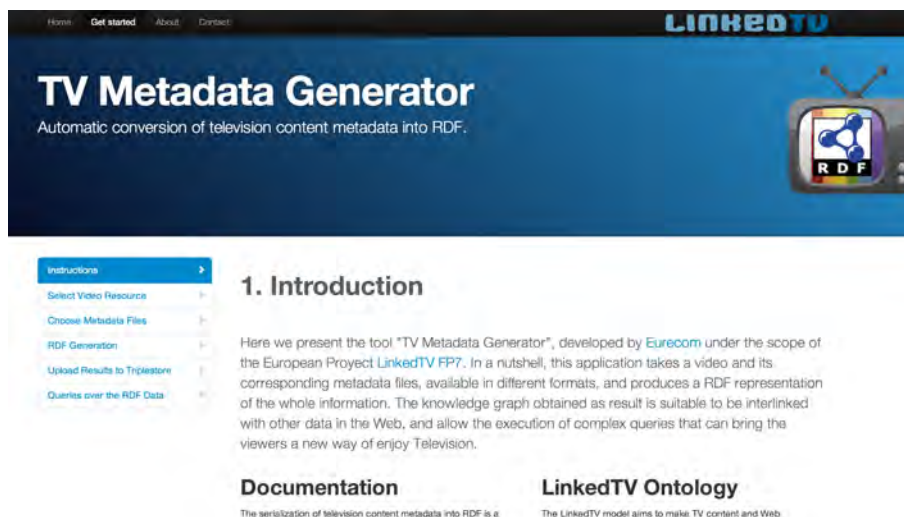 Home Get started About Contact LINKEDTV
TV Metadata Generator
Automatic conversion of television content metadata into RDF.
RDF
Instructions
Select Video Resource
Choose Metadata Files
RDF Generation
Upload Results to Triplestore
Queries over the RDF Data
1. Introduction
Here we present the tool "TV Metadata Generator", developed by Eurecom under the scope of
the European Proyect LinkedTV FP7. In a nutshell, this application takes a video and its
corresponding metadata files, available in different formats, and produces a RDF representation
of the whole information. The knowledge graph obtained as result is suitable to be interlinked
with other data in the Web, and allow the execution of complex queries that can bring the
viewers a new way of enjoy Television.
Documentation
The serialization of television content metadata into RDF is a
LinkedTV Ontology
The LinkedTV model aims to make TV content and Web